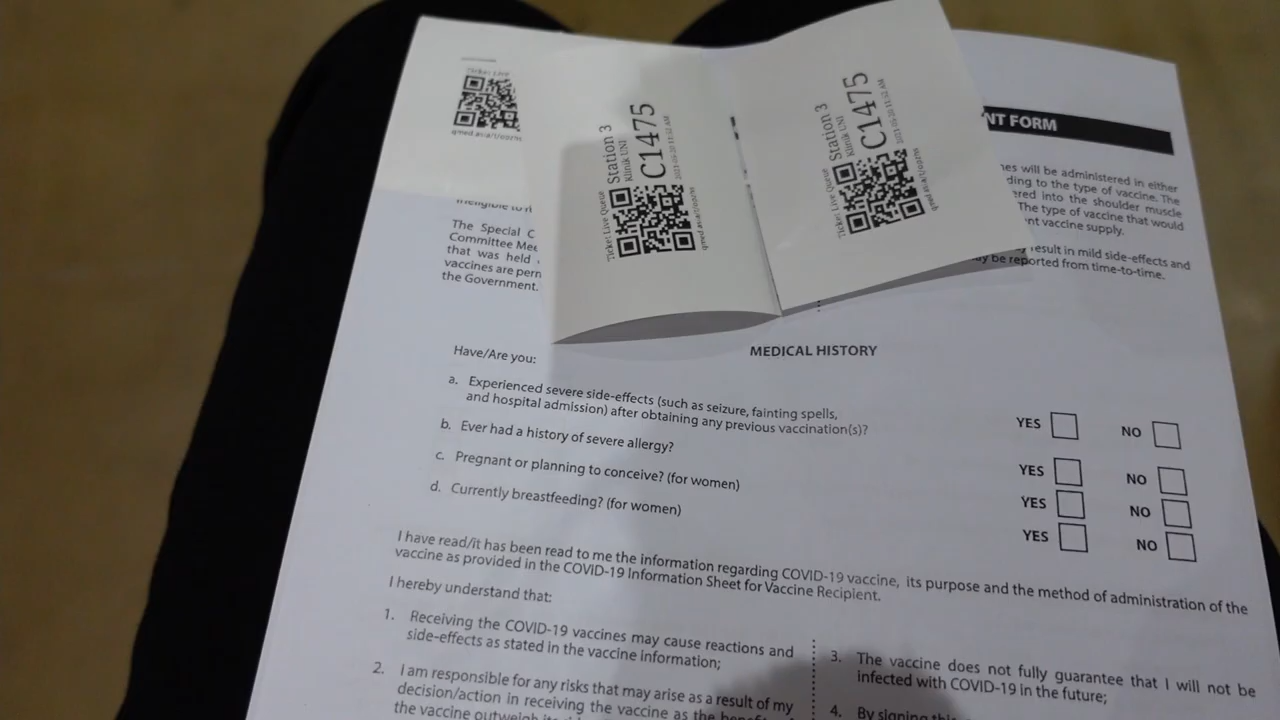 Ticket Live
Ticket Live Queue
Station 3
Klinik UNI
C1475
Ticket Live Queue
Station 3
Klinik UNI
C1475
NT FORM
The Special C
Committee Mee
that was held
vaccines are perm
the Government.
nes will be administered in either
ding to the type of vaccine. The
ered into the shoulder muscle
The type of vaccine that would
nt vaccine supply.
result in mild side-effects and
ay be reported from time-to-time.
MEDICAL HISTORY
Have/Are you:
a. Experienced severe side-effects (such as seizure, fainting spells,
and hospital admission) after obtaining any previous vaccination(s)?
YES NO
b. Ever had a history of severe allergy?
YES NO
c. Pregnant or planning to conceive? (for women)
YES NO
d. Currently breastfeeding? (for women)
YES NO
I have read/it has been read to me the information regarding COVID-19 vaccine, its purpose and the method of administration of the
vaccine as provided in the COVID-19 Information Sheet for Vaccine Recipient.
I hereby understand that:
1. Receiving the COVID-19 vaccines may cause reactions and
side-effects as stated in the vaccine information;
2. I am responsible for any risks that may arise as a result of my
decision/action in receiving the vaccine as the
the vaccine outweigh
3. The vaccine does not fully guarantee that I will not be
infected with COVID-19 in the future;
4. By signing